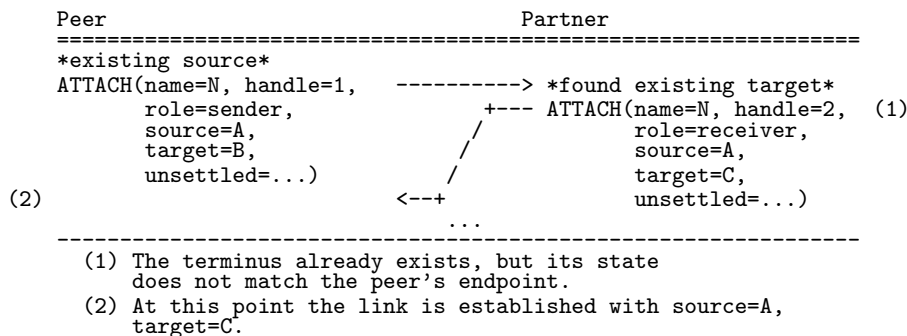 Peer Partner
================================================================
*existing source*
ATTACH(name=N, handle=1, ----------> *found existing target*
role=sender, +--- ATTACH(name=N, handle=2, (1)
source=A, / role=receiver,
target=B, / source=A,
unsettled=...) / target=C,
(2) <--+ unsettled=...)
...
----------------------------------------------------------------
(1) The terminus already exists, but its state
does not match the peer's endpoint.
(2) At this point the link is established with source=A,
target=C.